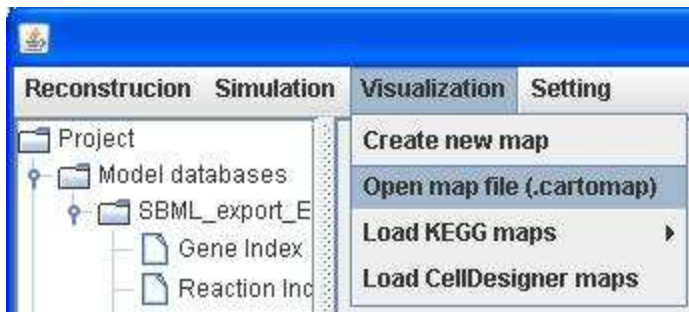 Reconstrucion Simulation Visualization Setting
Project
Model databases
SBML_export_E
Gene Index
Reaction Inc
Create new map
Open map file (.cartomap)
Load KEGG maps
Load CellDesigner maps